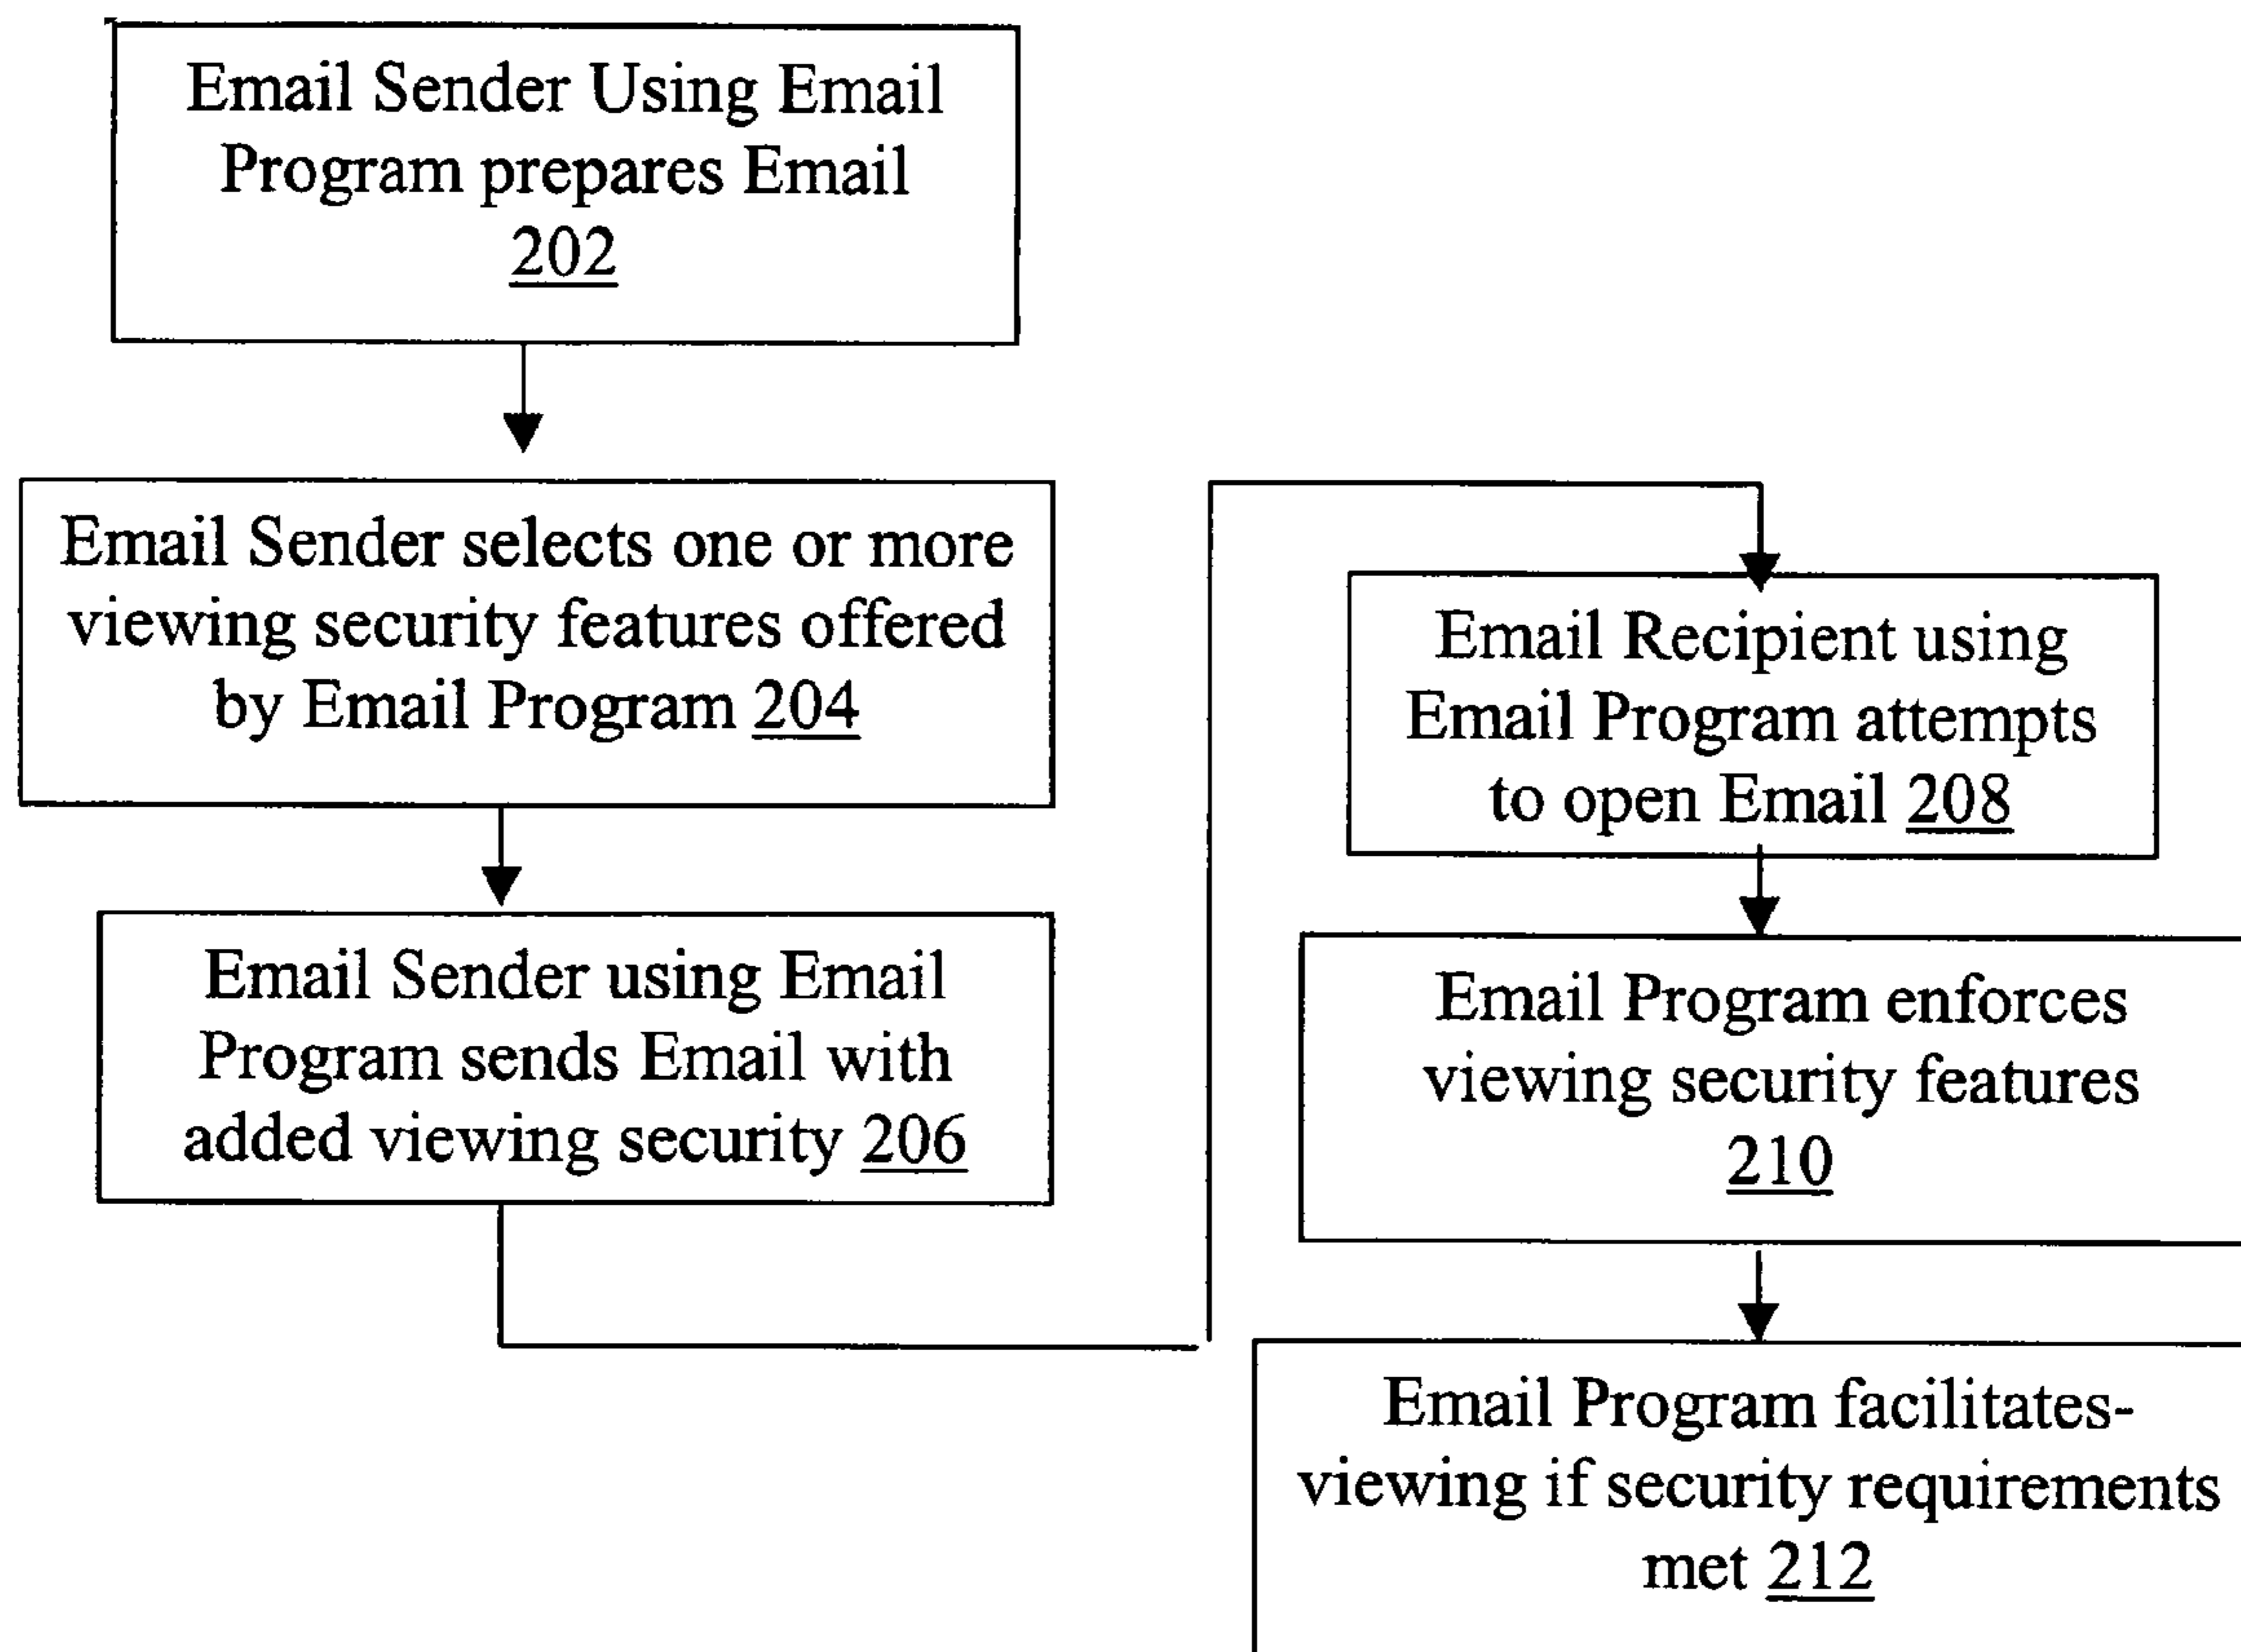 Email Sender Using Email
Program prepares Email
202
Email Sender selects one or more
viewing security features offered
by Email Program 204
Email Sender using Email
Program sends Email with
added viewing security 206
Email Recipient using
Email Program attempts
to open Email 208
Email Program enforces
viewing security features
210
Email Program facilitates-
viewing if security requirements
met 212